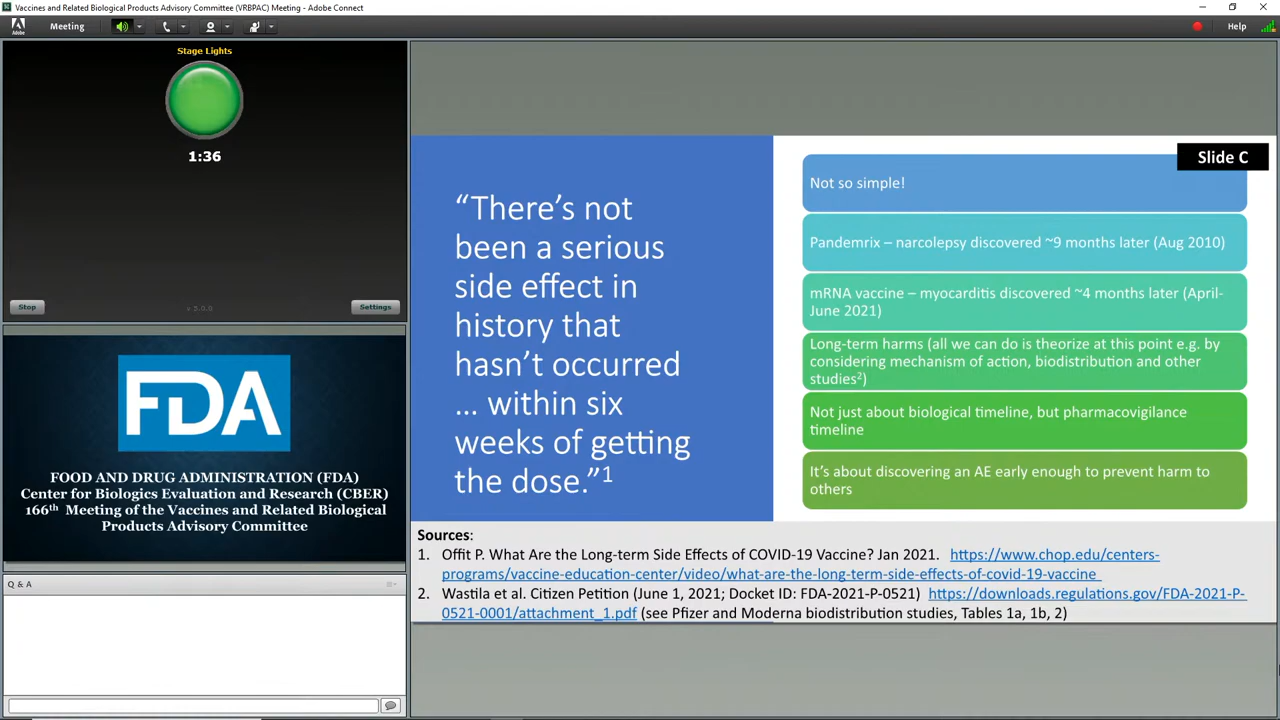 Vaccines and Related Biological Products Advisory Committee (VRBPAC) Meeting - Adobe Connect
Adobe
Meeting
Help
Stage Lights
1:36
Stop
v 5.0.0
Settings
FDA
FOOD AND DRUG ADMINISTRATION (FDA)
Center for Biologics Evaluation and Research (CBER)
166th Meeting of the Vaccines and Related Biological
Products Advisory Committee
Q & A
“There’s not
been a serious
side effect in
history that
hasn’t occurred
... within six
weeks of getting
the dose.”1
Slide C
Not so simple!
Pandemrix – narcolepsy discovered ~9 months later (Aug 2010)
mRNA vaccine – myocarditis discovered ~4 months later (April-
June 2021)
Long-term harms (all we can do is theorize at this point e.g. by
considering mechanism of action, biodistribution and other
studies2)
Not just about biological timeline, but pharmacovigilance
timeline
It’s about discovering an AE early enough to prevent harm to
others
Sources:
1. Offit P. What Are the Long-term Side Effects of COVID-19 Vaccine? Jan 2021. https://www.chop.edu/centers-
programs/vaccine-education-center/video/what-are-the-long-term-side-effects-of-covid-19-vaccine
2. Wastila et al. Citizen Petition (June 1, 2021; Docket ID: FDA-2021-P-0521) https://downloads.regulations.gov/FDA-2021-P-
0521-0001/attachment_1.pdf (see Pfizer and Moderna biodistribution studies, Tables 1a, 1b, 2)